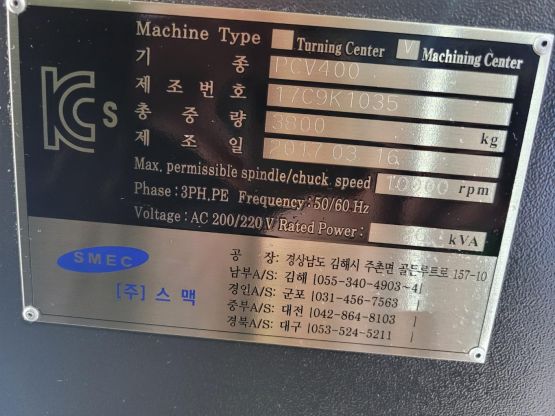 Machine Type Turning Center V Machining Center
기 종 PCV400
제조번호 17C9K1035
총중량 3800 kg
제조일 2017 03 16
Max. permissible spindle/chuck speed 10000 rpm
Phase: 3PH,PE Frequency: 50/60 Hz
Voltage: AC 200/220 V Rated Power: kVA
KCs
SMEC
[주] 스 맥
공 장: 경상남도 김해시 주촌면 골든루트로 157-10
남부A/S: 김해 [055-340-4903~4]
경인A/S: 군포 [031-456-7563]
중부A/S: 대전 [042-864-8103]
경북A/S: 대구 [053-524-5211]